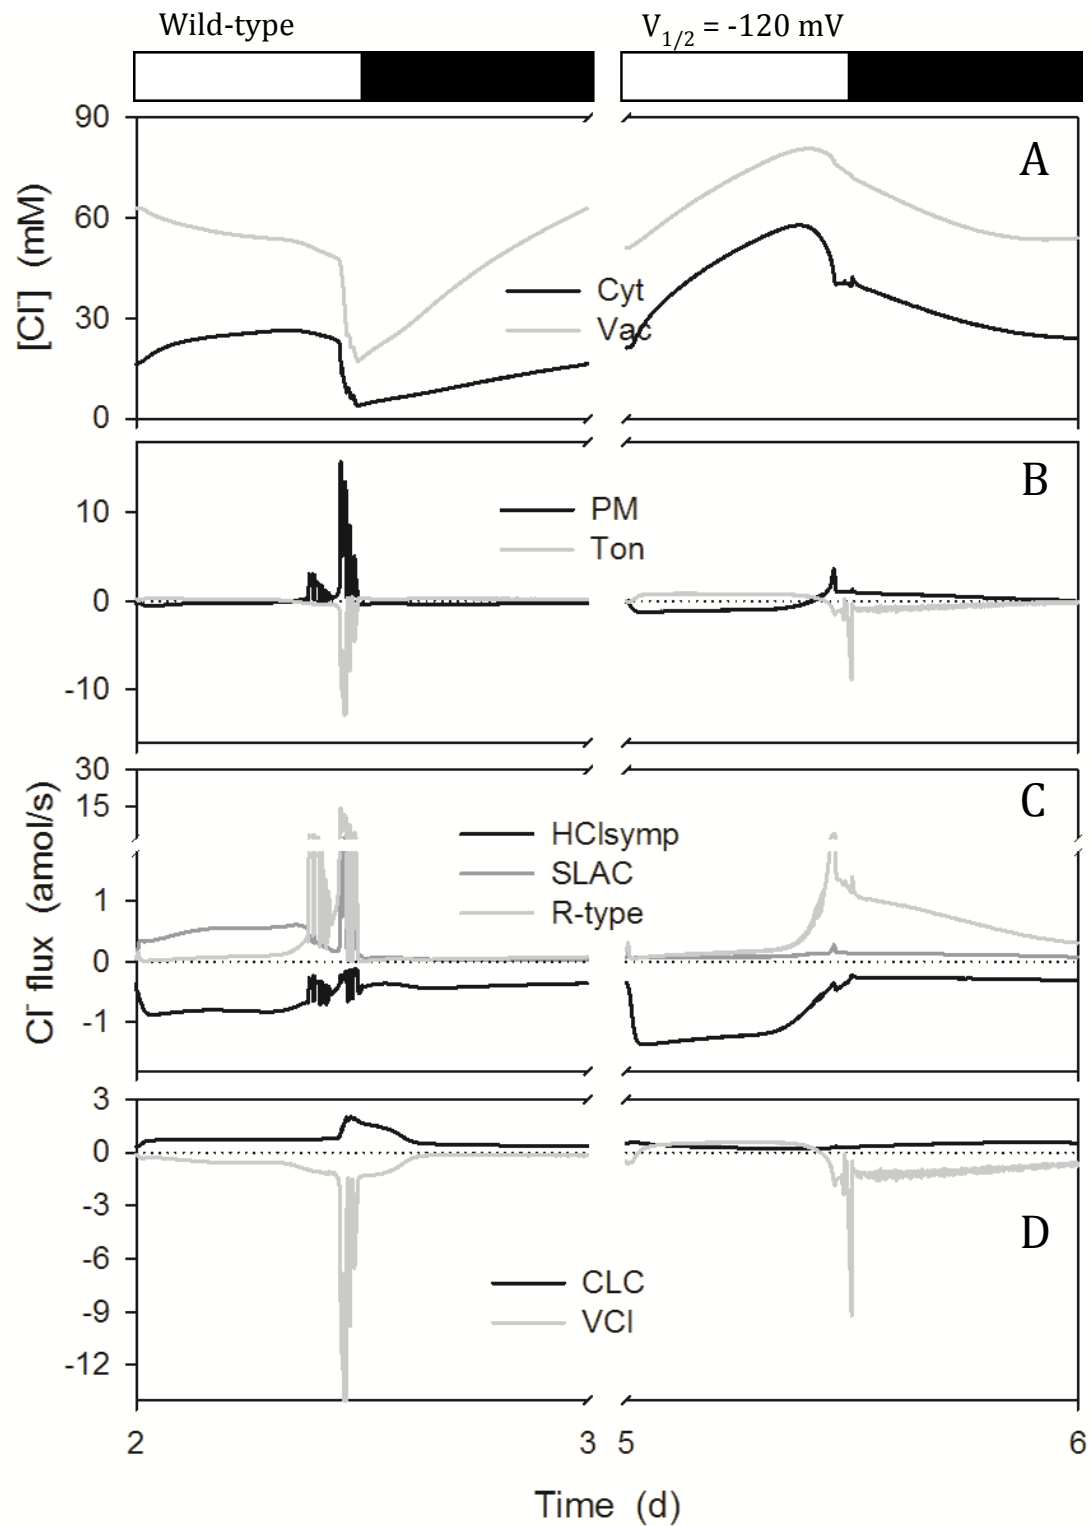 Wild-type
V1/2 = -120 mV
90
60
30
0
[Cl-] (mM)
A
Cyt
Vac
10
0
-10
B
PM
Ton
30
15
1
0
-1
Cl- flux (amol/s)
C
HClsymp
SLAC
R-type
3
0
-3
-6
-9
-12
D
CLC
VCl
2 3 5 6
Time (d)